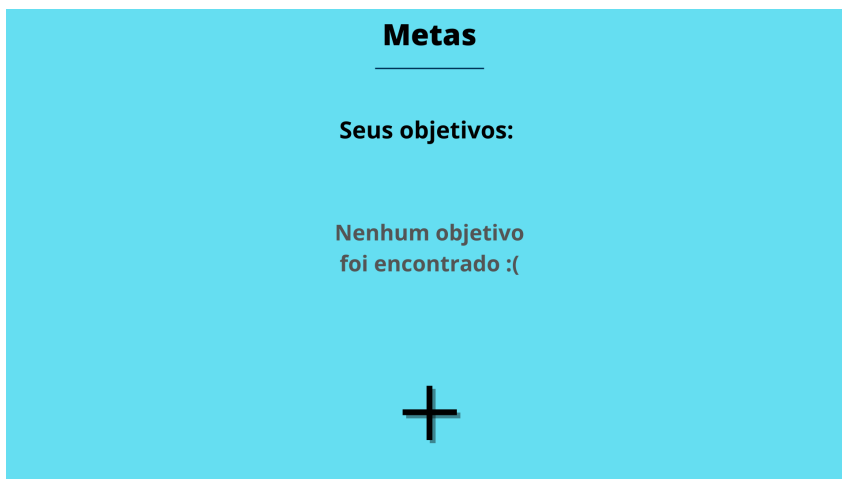 Metas
Seus objetivos:
Nenhum objetivo
foi encontrado :(